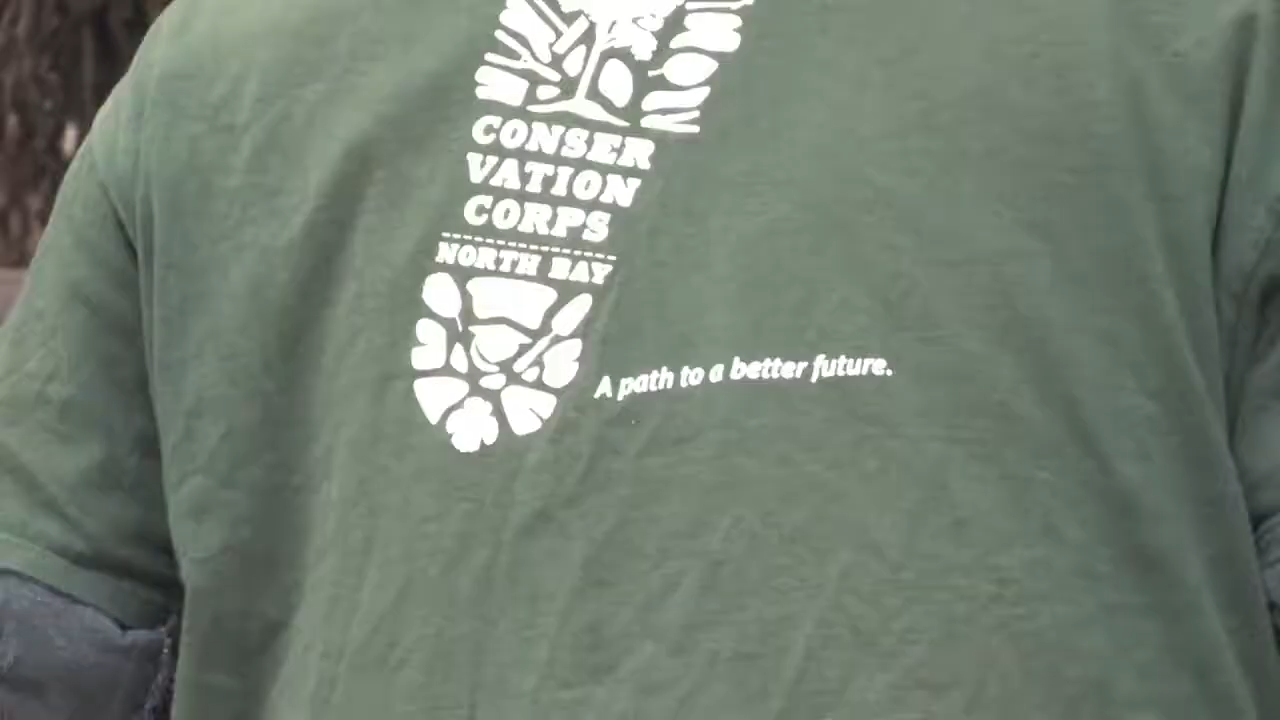 CONSER
VATION
CORPS
NORTH BAY
A path to a better future.